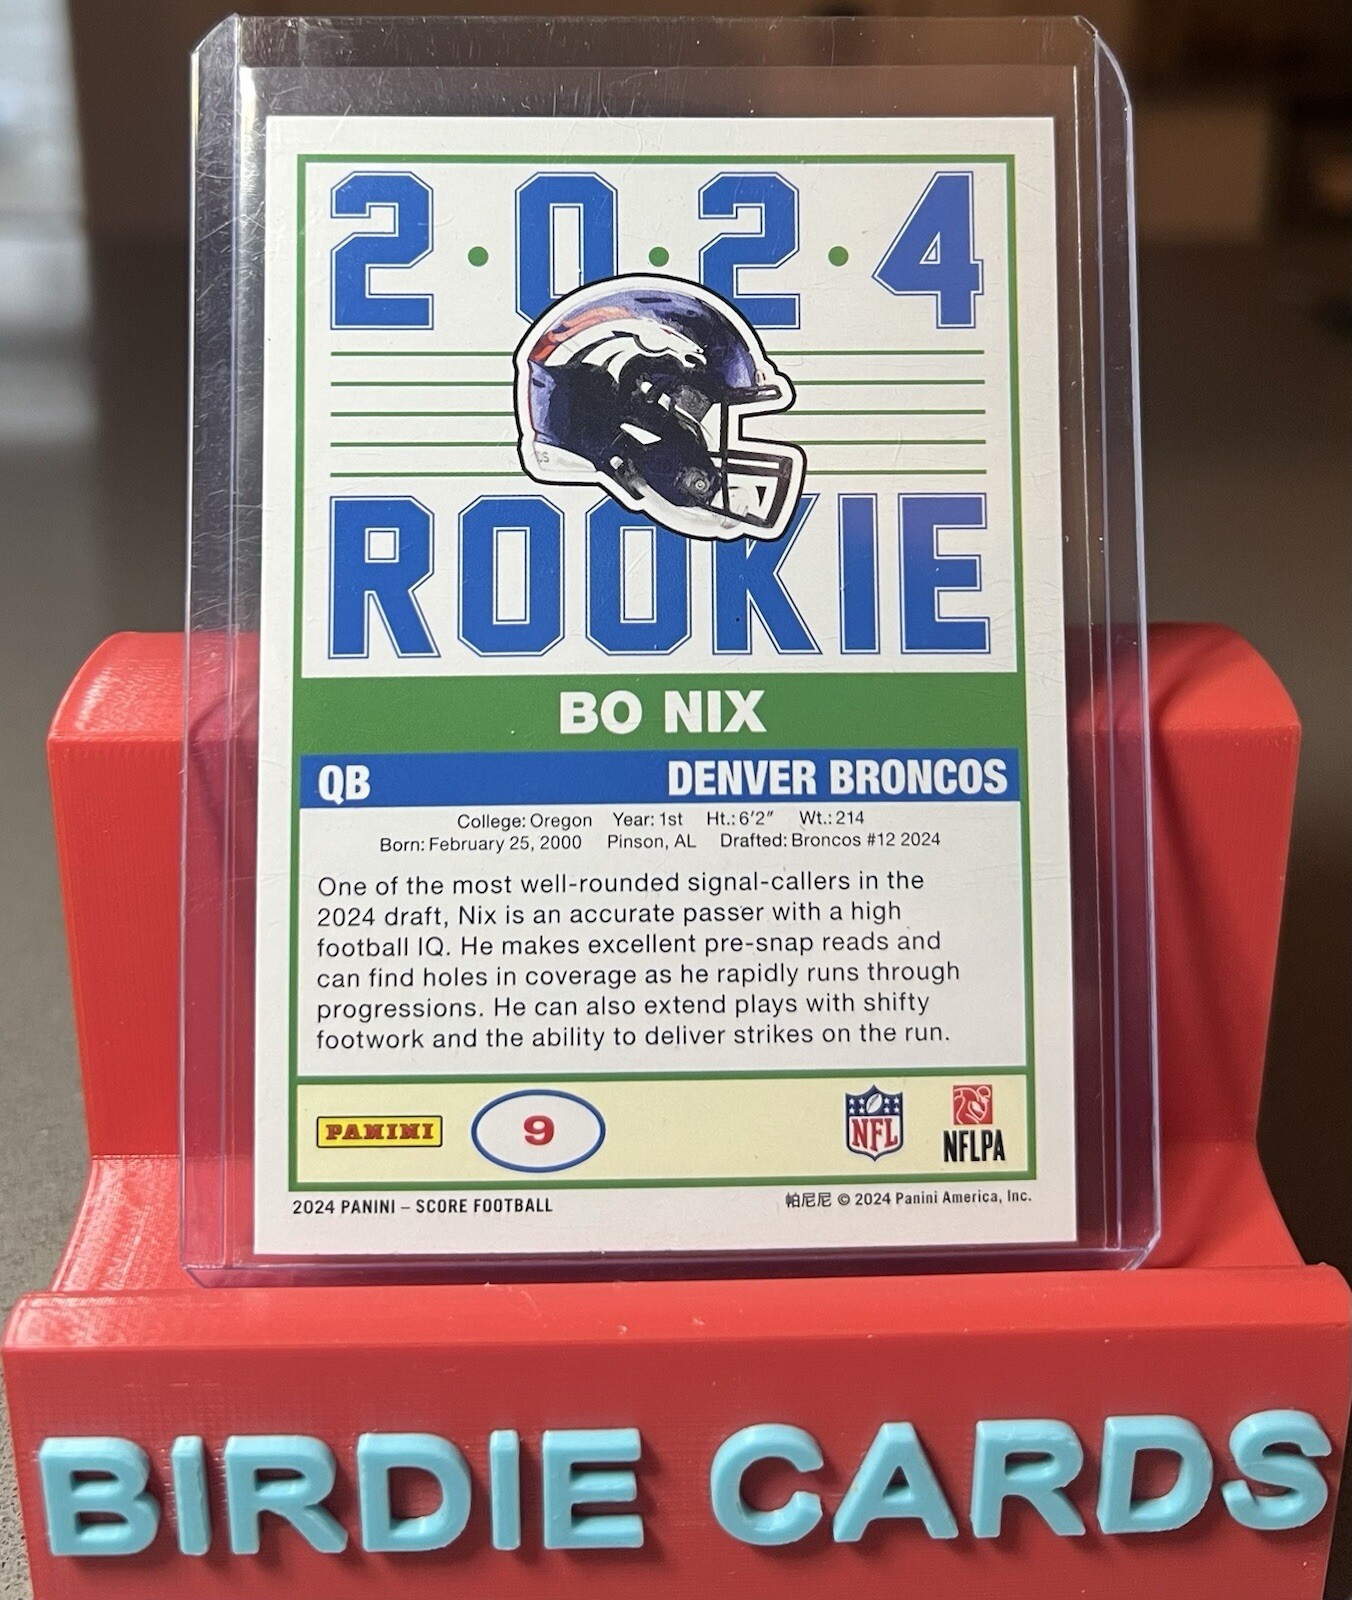 2·0·2·4
ROOKIE
BO NIX
QB DENVER BRONCOS
College: Oregon Year: 1st Ht.: 6'2" Wt.: 214
Born: February 25, 2000 Pinson, AL Drafted: Broncos #12 2024
One of the most well-rounded signal-callers in the
2024 draft, Nix is an accurate passer with a high
football IQ. He makes excellent pre-snap reads and
can find holes in coverage as he rapidly runs through
progressions. He can also extend plays with shifty
footwork and the ability to deliver strikes on the run.
PANINI 9 NFL NFLPA
2024 PANINI – SCORE FOOTBALL 帕尼尼 © 2024 Panini America, Inc.
BIRDIE CARDS